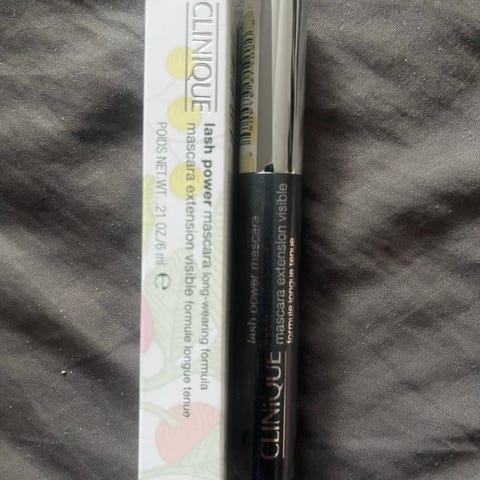 CLINIQUE
lash power mascara long-wearing formula
mascara extension visible formule longue tenue
POIDS NET WT. .21 OZ/6 ml e
lash power mascara
mascara extension visible
formule longue tenue
CLINIQUE